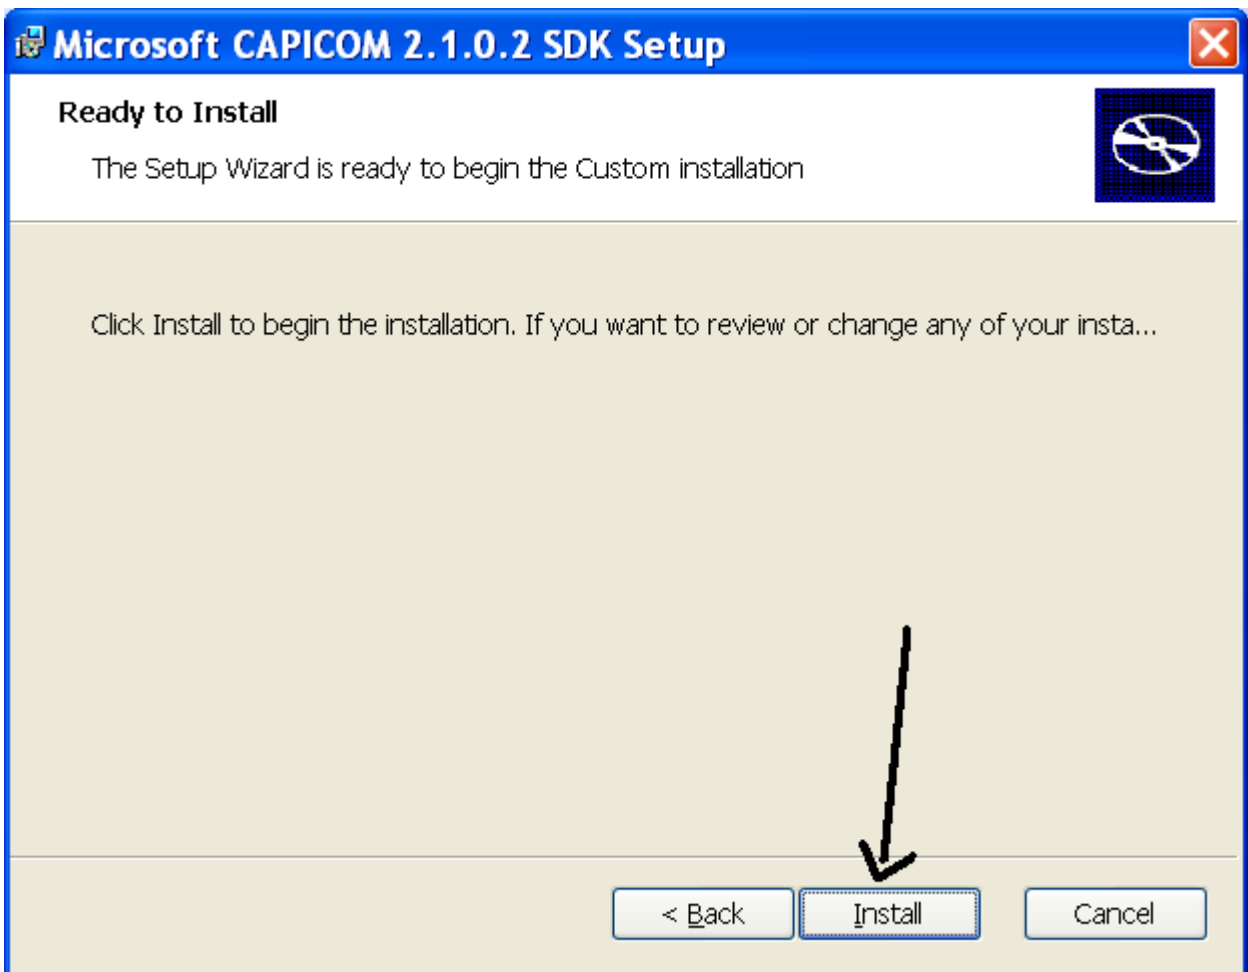 Microsoft CAPICOM 2.1.0.2 SDK Setup
Ready to Install
The Setup Wizard is ready to begin the Custom installation
Click Install to begin the installation. If you want to review or change any of your insta...
< Back Install Cancel